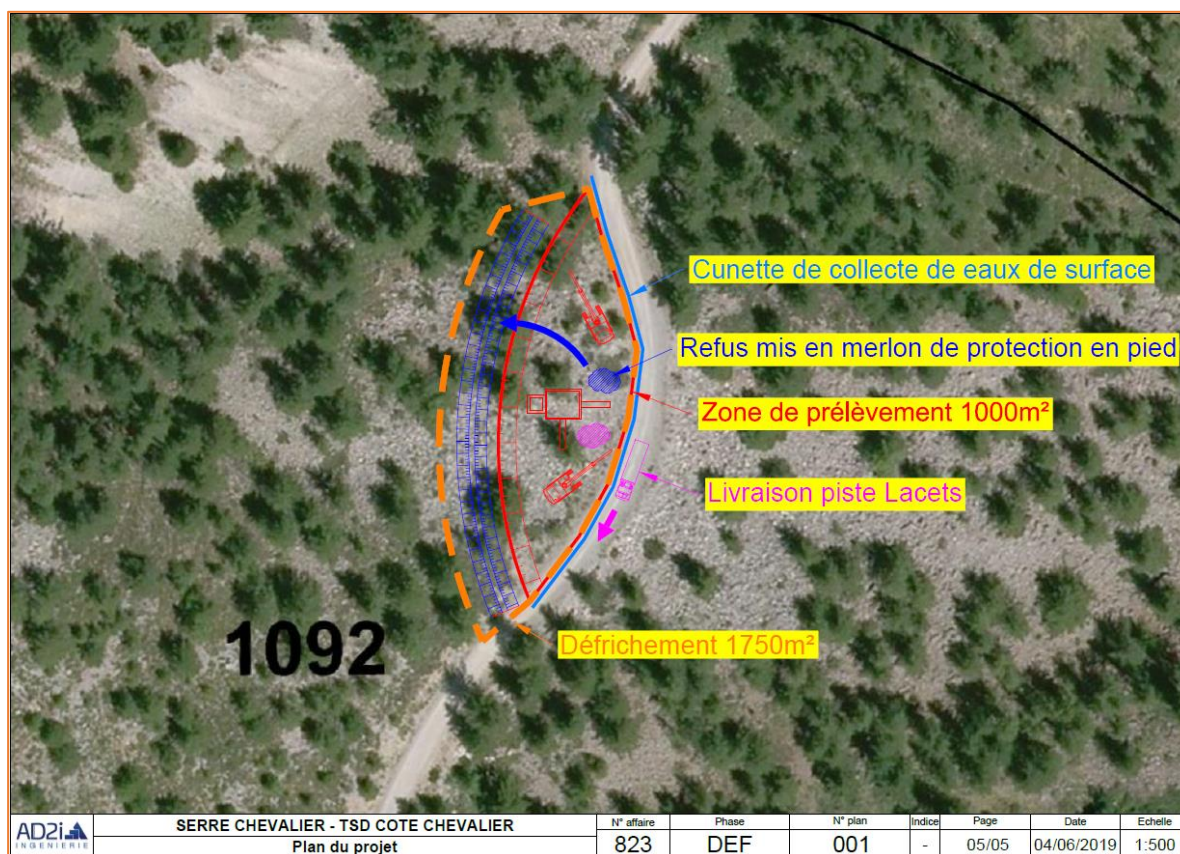 Cunette de collecte de eaux de surface
Refus mis en merlon de protection en pied
Zone de prélèvement 1000m²
Livraison piste Lacets
Défrichement 1750m²
1092
AD2i
INGENIERIE
SERRE CHEVALIER - TSD COTE CHEVALIER
Plan du projet
N° affaire
823
Phase
DEF
N° plan
001
Indice
-
Page
05/05
Date
04/06/2019
Echelle
1:500